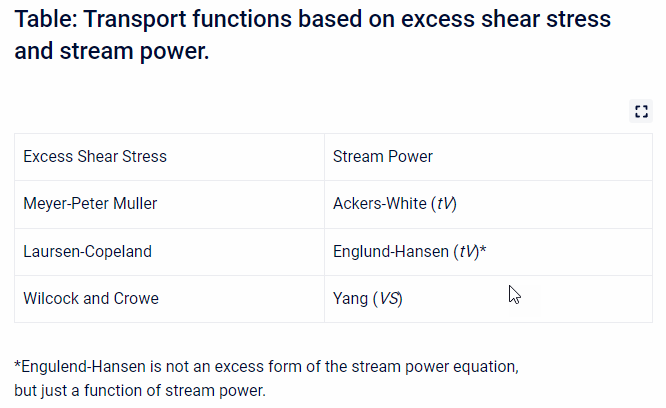 Table: Transport functions based on excess shear stress
and stream power.
Excess Shear Stress
Stream Power
Meyer-Peter Muller
Ackers-White (tV)
Laursen-Copeland
Englund-Hansen (tV)*
Wilcock and Crowe
Yang (VS)
*Engulend-Hansen is not an excess form of the stream power equation,
but just a function of stream power.